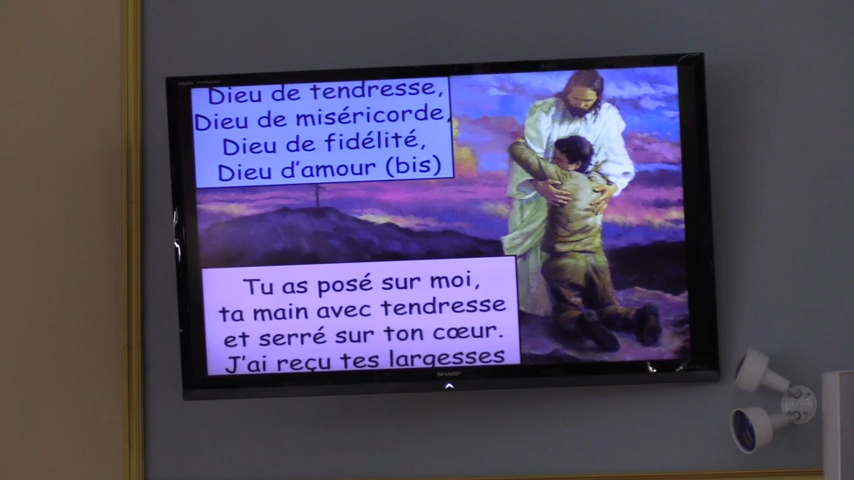 Dieu de tendresse,
Dieu de miséricorde,
Dieu de fidélité,
Dieu d'amour (bis)
Tu as posé sur moi,
ta main avec tendresse
et serré sur ton cœur.
J'ai reçu tes largesses
SHARP